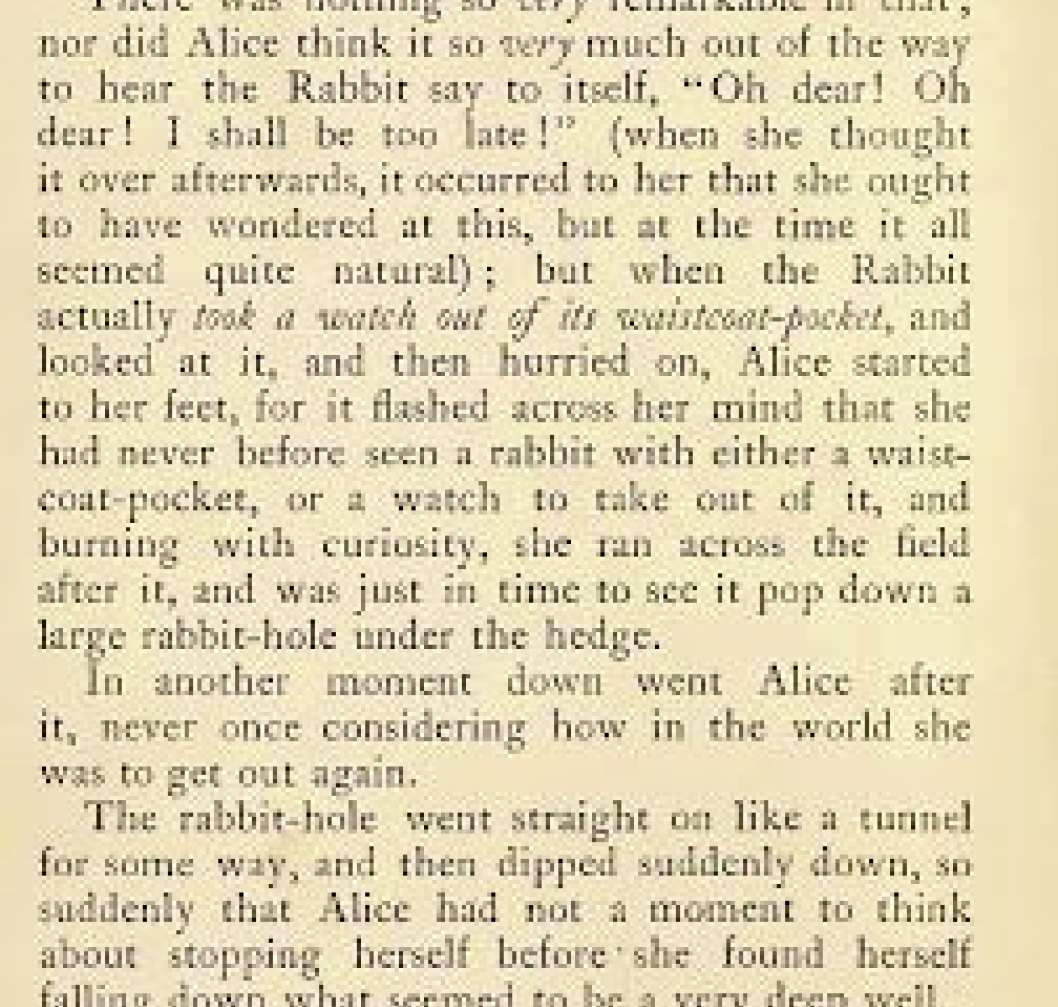 There was nothing so very remarkable in that;
nor did Alice think it so very much out of the way
to hear the Rabbit say to itself, “Oh dear! Oh
dear! I shall be too late!” (when she thought
it over afterwards, it occurred to her that she ought
to have wondered at this, but at the time it all
seemed quite natural); but when the Rabbit
actually took a watch out of its waistcoat-pocket, and
looked at it, and then hurried on, Alice started
to her feet, for it flashed across her mind that she
had never before seen a rabbit with either a waist-
coat-pocket, or a watch to take out of it, and
burning with curiosity, she ran across the field
after it, and was just in time to see it pop down a
large rabbit-hole under the hedge.
In another moment down went Alice after
it, never once considering how in the world she
was to get out again.
The rabbit-hole went straight on like a tunnel
for some way, and then dipped suddenly down, so
suddenly that Alice had not a moment to think
about stopping herself before she found herself
falling down what seemed to be a very deep well.